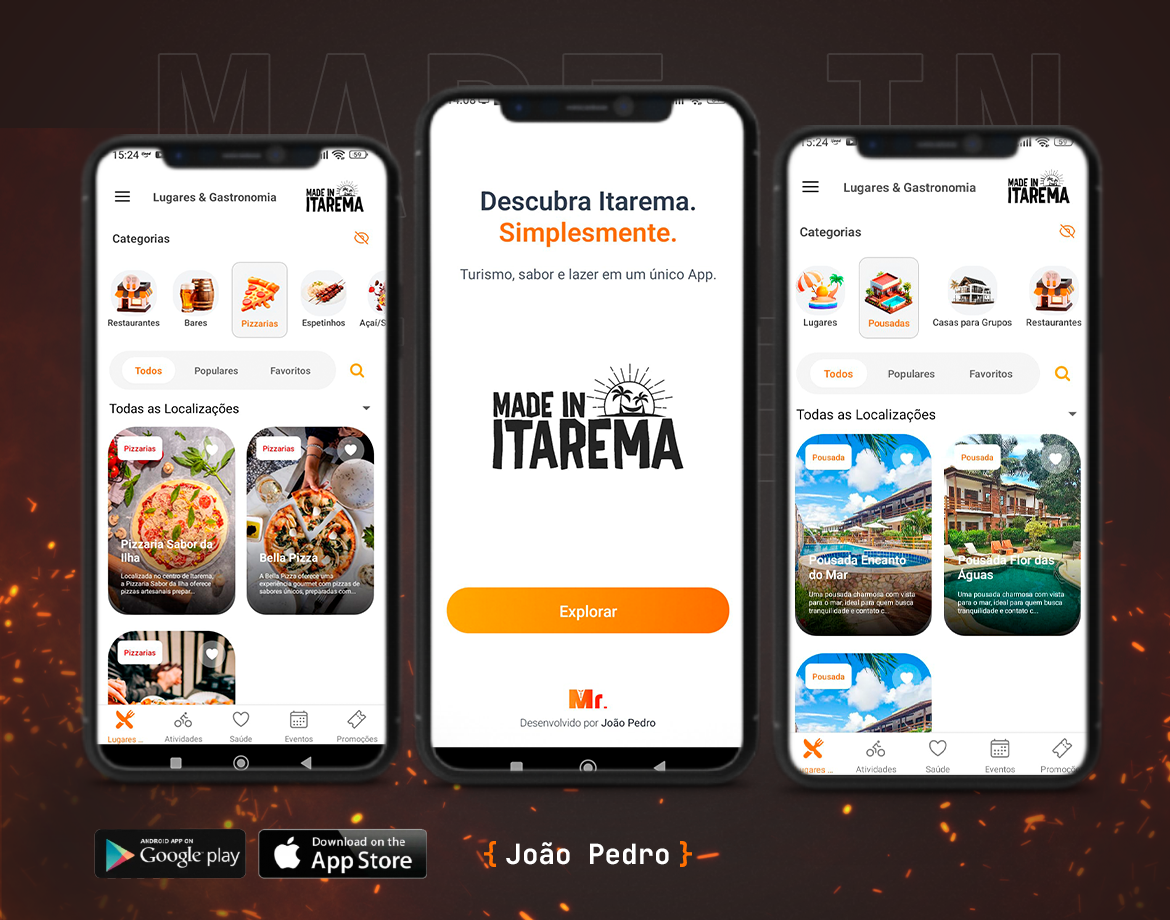 MADE IN
15:24
59
Lugares & Gastronomia
MADE IN
ITAREMA
Categorias
Restaurantes
Bares
Pizzarias
Espetinhos
Açaí/S
Todos
Populares
Favoritos
Todas as Localizações
Pizzarias
Pizzaria Sabor da
Ilha
Localizada no centro de Itarema,
a Pizzaria Sabor da Ilha oferece
pizzas artesanais prepar...
Pizzarias
Bella Pizza
A Bella Pizza oferece uma
experiência gourmet com pizzas de
sabores únicos, preparadas com...
Pizzarias
Lugares ...
Atividades
Saúde
Eventos
Promoções
Descubra Itarema.
Simplesmente.
Turismo, sabor e lazer em um único App.
MADE IN
ITAREMA
Explorar
Mr.
Desenvolvido por João Pedro
15:24
59
Lugares & Gastronomia
MADE IN
ITAREMA
Categorias
Lugares
Pousadas
Casas para Grupos
Restaurantes
Todos
Populares
Favoritos
Todas as Localizações
Pousada
Pousada Encanto
do Mar
Uma pousada charmosa com vista
para o mar, ideal para quem busca
tranquilidade e contato c...
Pousada
Pousada Flor das
Águas
Uma pousada charmosa com vista
para o mar, ideal para quem busca
tranquilidade e contato c...
Pousada
ugares ...
Atividades
Saúde
Eventos
Promoçõe
ANDROID APP ON
Google play
Download on the
App Store
{ João Pedro }